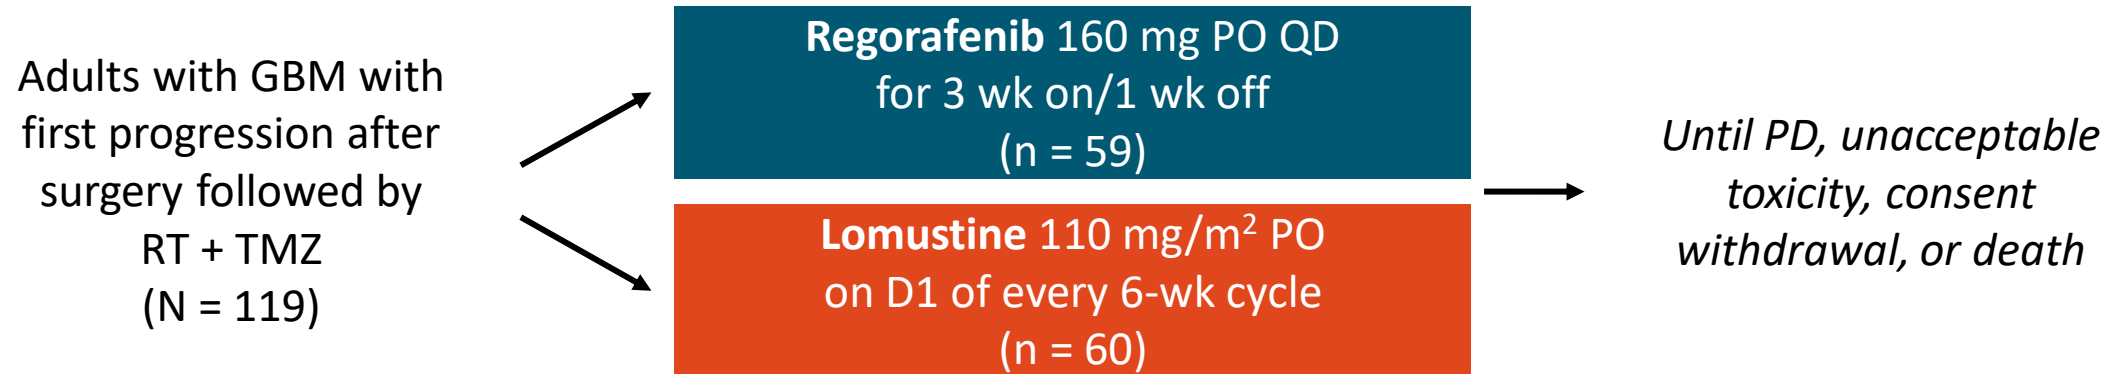 Adults with GBM with
first progression after
surgery followed by
RT + TMZ
(N = 119)
Regorafenib 160 mg PO QD
for 3 wk on/1 wk off
(n = 59)
Lomustine 110 mg/m² PO
on D1 of every 6-wk cycle
(n = 60)
Until PD, unacceptable
toxicity, consent
withdrawal, or death